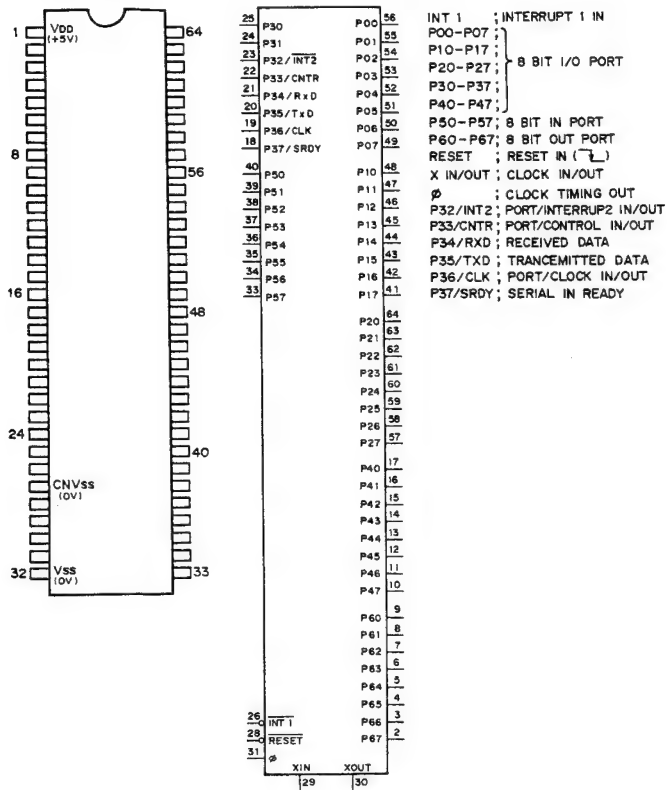 1
VDD
(+5V)
64
8
56
16
48
24
40
CNVSS
(0V)
32
VSS
(0V)
33
25 P30
24 P31
23 P32/INT2
22 P33/CNTR
21 P34/RxD
20 P35/TxD
19 P36/CLK
18 P37/SRDY
40 P50
39 P51
38 P52
37 P53
36 P54
35 P55
34 P56
33 P57
26 INT 1
28 RESET
31 ø
XIN
29
XOUT
30
P00 56
P01 55
P02 54
P03 53
P04 52
P05 51
P06 50
P07 49
P10 48
P11 47
P12 46
P13 45
P14 44
P15 43
P16 42
P17 41
P20 64
P21 63
P22 62
P23 61
P24 60
P25 59
P26 58
P27 57
P40 17
P41 16
P42 15
P43 14
P44 13
P45 12
P46 11
P47 10
P60 9
P61 8
P62 7
P63 6
P64 5
P65 4
P66 3
P67 2
INT 1 ; INTERRUPT 1 IN
P00-P07 ;
P10-P17 ;
P20-P27 ; 8 BIT I/O PORT
P30-P37 ;
P40-P47 ;
P50-P57 ; 8 BIT IN PORT
P60-P67 ; 8 BIT OUT PORT
RESET ; RESET IN ( )
X IN/OUT ; CLOCK IN/OUT
ø ; CLOCK TIMING OUT
P32/INT2 ; PORT/INTERRUP2 IN/OUT
P33/CNTR ; PORT/CONTROL IN/OUT
P34/RXD ; RECEIVED DATA
P35/TXD ; TRANCEMITTED DATA
P36/CLK ; PORT/CLOCK IN/OUT
P37/SRDY ; SERIAL IN READY